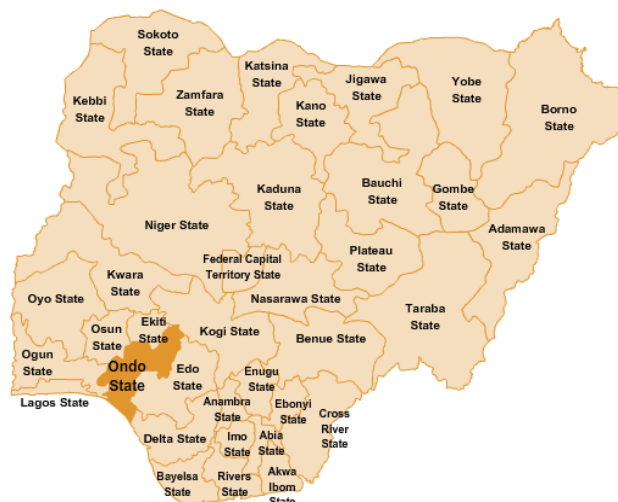 Sokoto
State
Katsina
State
Jigawa
State
Yobe
State
Kebbi
State
Zamfara
State
Kano
State
Borno
State
Kaduna
State
Bauchi
State
Gombe
State
Niger State
Adamawa
State
Federal Capital
Territory State
Plateau
State
Kwara
State
Nasarawa State
Oyo State
Taraba
State
Osun
State
Ekiti
State
Kogi State
Benue State
Ogun
State
Ondo
State
Edo
State
Enugu
State
Lagos State
Anambra
State
Ebonyi
State
Cross
River
State
Delta State
Imo
State
Abia
State
Bayelsa
State
Rivers
State
Akwa
Ibom
State